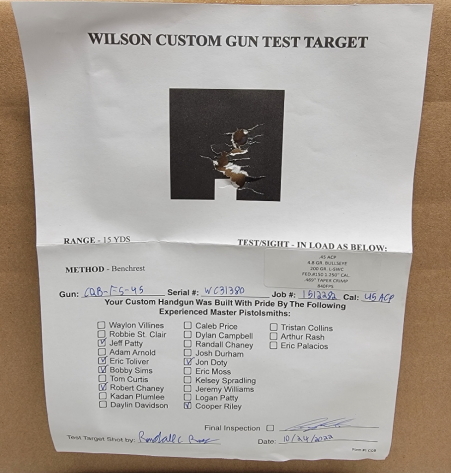 WILSON CUSTOM GUN TEST TARGET
RANGE - 15 YDS TEST/SIGHT - IN LOAD AS BELOW:
.45 ACP
4.8 GR. BULLSEYE
200 GR. L-SWC
FED #150 1.250" OAL
.469" TAPER CRIMP
METHOD - Benchrest
Gun: CQB-FS-45 Serial #: WC31380 Job #: Cal: 45 ACP
Your Custom Handgun Was Built With Pride By The Following
Experienced Master Pistolsmiths:
Waylon Villines Caleb Price Tristan Collins
Robbie St. Clair Dylan Campbell Arthur Rash
Jeff Patty Randall Chaney Eric Palacios
Adam Arnold Josh Durham
Eric Toliver Jon Doty
Bobby Sims Eric Moss
Tom Curtis Kelsey Spradling
Robert Chaney Jeremy Williams
Kadan Plumlee Logan Patty
Daylin Davidson Cooper Riley
Final Inspection
Test Target Shot by: Date: 10/24/2022